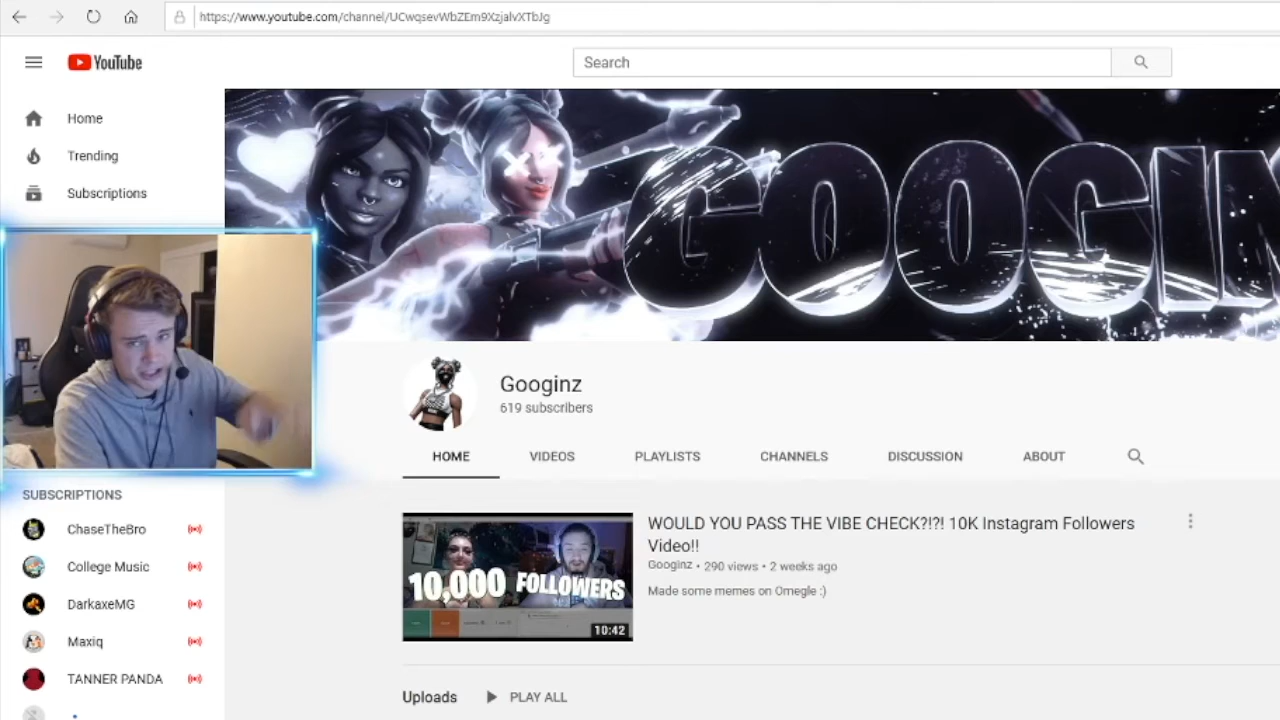 https://www.youtube.com/channel/UCwqsevWbZEm9XzjalvXTbJg
YouTube
Search
Home
Trending
Subscriptions
GOOGIN
Googinz
619 subscribers
HOME VIDEOS PLAYLISTS CHANNELS DISCUSSION ABOUT
SUBSCRIPTIONS
ChaseTheBro
College Music
DarkaxeMG
Maxiq
TANNER PANDA
10,000 FOLLOWERS
10:42
WOULD YOU PASS THE VIBE CHECK?!?! 10K Instagram Followers
Video!!
Googinz • 290 views • 2 weeks ago
Made some memes on Omegle :)
Uploads PLAY ALL